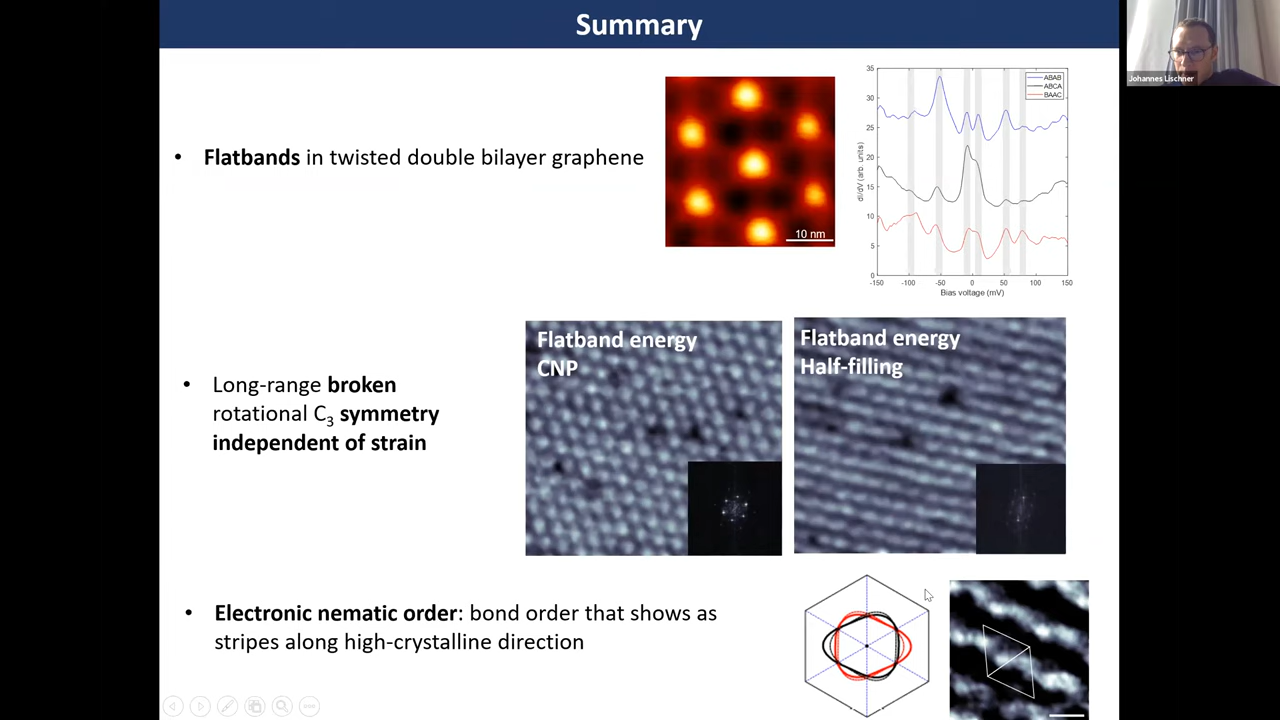 Summary
Johannes Lischner
Flatbands in twisted double bilayer graphene
10 nm
35
30
25
20
15
10
5
0
dI/dV (arb. units)
ABAB
ABCA
BAAC
-150 -100 -50 0 50 100 150
Bias voltage (mV)
Long-range broken
rotational C3 symmetry
independent of strain
Flatband energy
CNP
Flatband energy
Half-filling
Electronic nematic order: bond order that shows as
stripes along high-crystalline direction